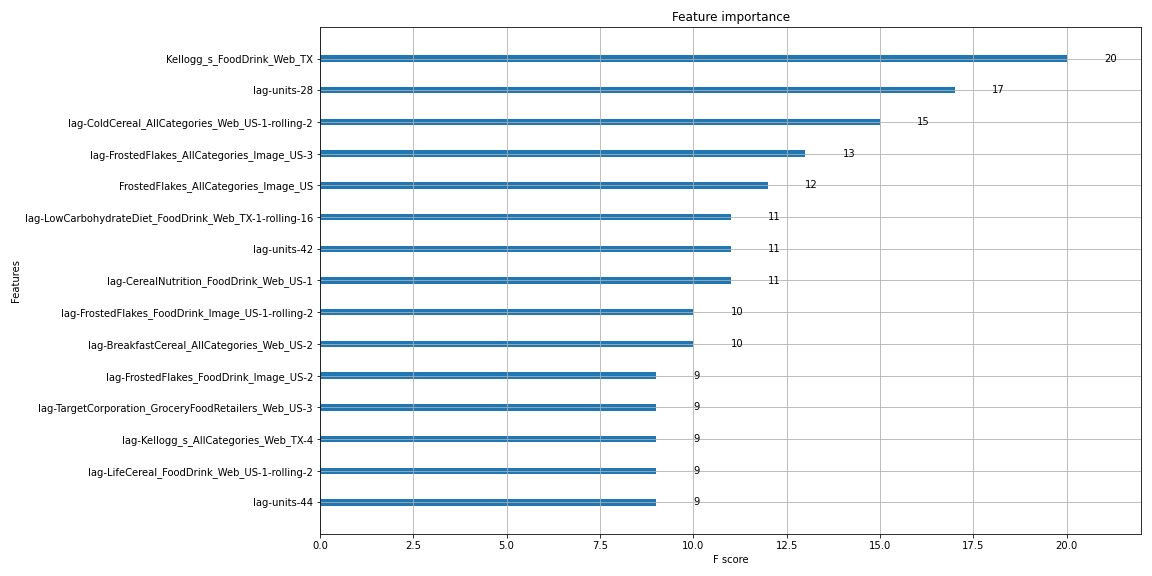 Feature importance
Kellogg_s_FoodDrink_Web_TX 20
lag-units-28 17
lag-ColdCereal_AllCategories_Web_US-1-rolling-2 15
lag-FrostedFlakes_AllCategories_Image_US-3 13
FrostedFlakes_AllCategories_Image_US 12
lag-LowCarbohydrateDiet_FoodDrink_Web_TX-1-rolling-16 11
lag-units-42 11
lag-CerealNutrition_FoodDrink_Web_US-1 11
lag-FrostedFlakes_FoodDrink_Image_US-1-rolling-2 10
lag-BreakfastCereal_AllCategories_Web_US-2 10
lag-FrostedFlakes_FoodDrink_Image_US-2 9
lag-TargetCorporation_GroceryFoodRetailers_Web_US-3 9
lag-Kellogg_s_AllCategories_Web_TX-4 9
lag-LifeCereal_FoodDrink_Web_US-1-rolling-2 9
lag-units-44 9
Features
0.0 2.5 5.0 7.5 10.0 12.5 15.0 17.5 20.0
F score